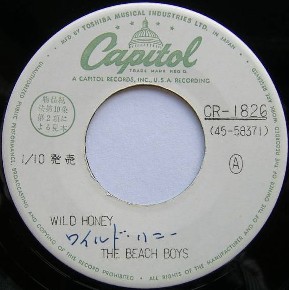 MFD BY TOSHIBA MUSICAL INDUSTRIES LTD. IN JAPAN
Capitol
TRADE MARK REG'D.
A CAPITOL RECORDS, INC., U.S.A. RECORDING
CR-1826
(45-58371)
1/10 発売
A
WILD HONEY
ワイルド・ハニー
THE BEACH BOYS